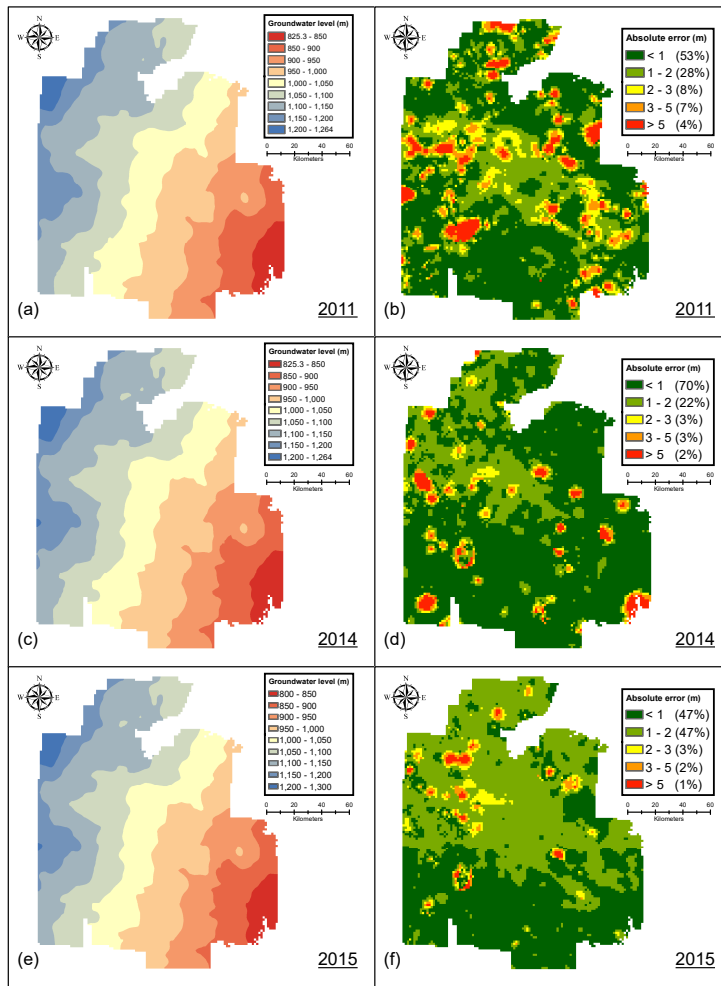 N
W E
S
Groundwater level (m)
825.3 - 850
850 - 900
900 - 950
950 - 1,000
1,000 - 1,050
1,050 - 1,100
1,100 - 1,150
1,150 - 1,200
1,200 - 1,264
0 20 40 60
Kilometers
(a) 2011
N
W E
S
Absolute error (m)
< 1 (53%)
1 - 2 (28%)
2 - 3 (8%)
3 - 5 (7%)
> 5 (4%)
0 20 40 60
Kilometers
(b) 2011
N
W E
S
Groundwater level (m)
825.3 - 850
850 - 900
900 - 950
950 - 1,000
1,000 - 1,050
1,050 - 1,100
1,100 - 1,150
1,150 - 1,200
1,200 - 1,264
0 20 40 60
Kilometers
(c) 2014
N
W E
S
Absolute error (m)
< 1 (70%)
1 - 2 (22%)
2 - 3 (3%)
3 - 5 (3%)
> 5 (2%)
0 20 40 60
Kilometers
(d) 2014
N
W E
S
Groundwater level (m)
800 - 850
850 - 900
900 - 950
950 - 1,000
1,000 - 1,050
1,050 - 1,100
1,100 - 1,150
1,150 - 1,200
1,200 - 1,300
0 20 40 60
Kilometers
(e) 2015
N
W E
S
Absolute error (m)
< 1 (47%)
1 - 2 (47%)
2 - 3 (3%)
3 - 5 (2%)
> 5 (1%)
0 20 40 60
Kilometers
(f) 2015